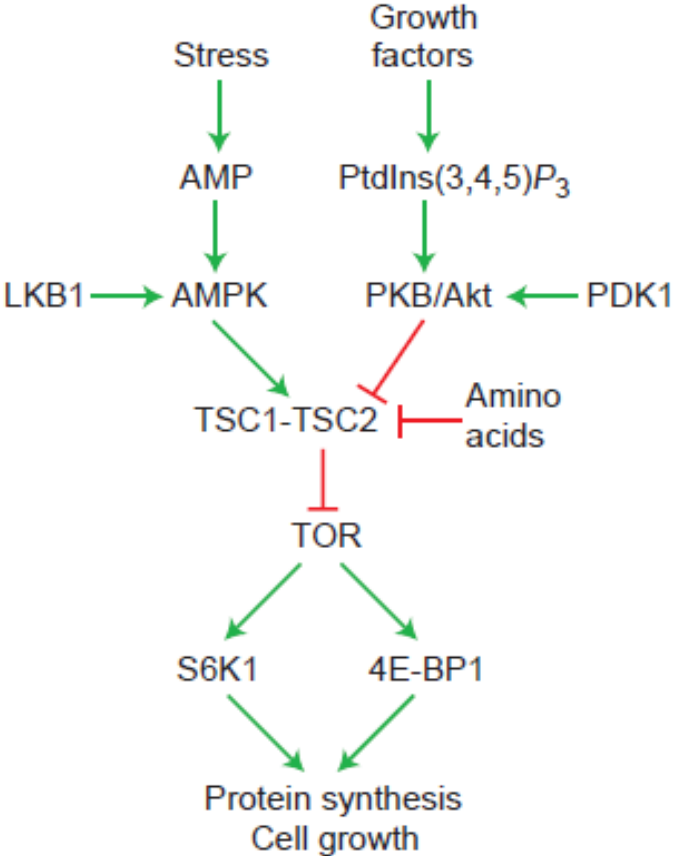 Growth
Stress factors
AMP PtdIns(3,4,5)P3
LKB1 AMPK PKB/Akt PDK1
Amino
TSC1-TSC2
acids
TOR
S6K1 4E-BP1
Protein synthesis
Cell growth